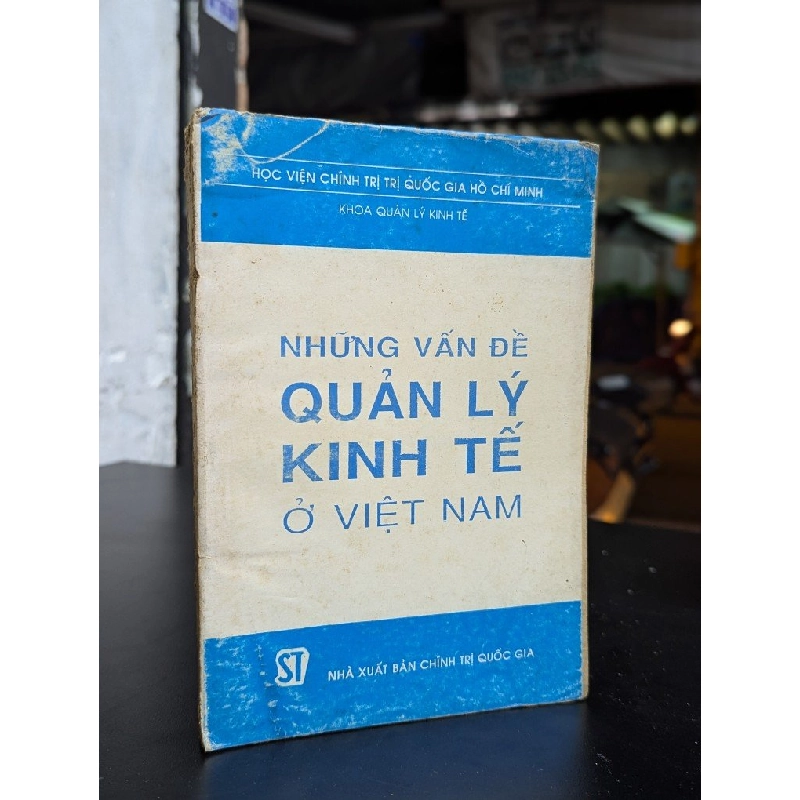 HỌC VIỆN CHÍNH TRỊ TRỊ QUỐC GIA HỒ CHÍ MINH
KHOA QUẢN LÝ KINH TẾ
NHỮNG VẤN ĐỀ
QUẢN LÝ
KINH TẾ
Ở VIỆT NAM
ST
NHÀ XUẤT BẢN CHÍNH TRỊ QUỐC GIA